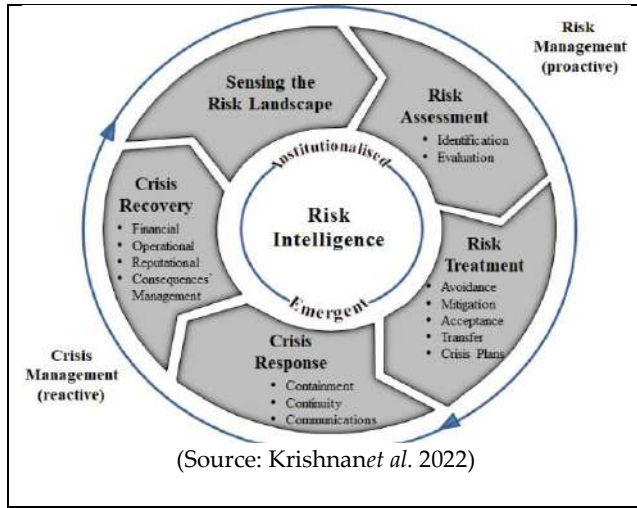 Risk
Management
(proactive)
Sensing the
Risk Landscape
Risk
Assessment
• Identification
• Evaluation
Institutionalised
Risk
Intelligence
Emergent
Crisis
Recovery
• Financial
• Operational
• Reputational
• Consequences'
Management
Risk
Treatment
• Avoidance
• Mitigation
• Acceptance
• Transfer
• Crisis Plans
Crisis
Response
• Containment
• Continuity
• Communications
Crisis
Management
(reactive)
(Source: Krishnanet al. 2022)